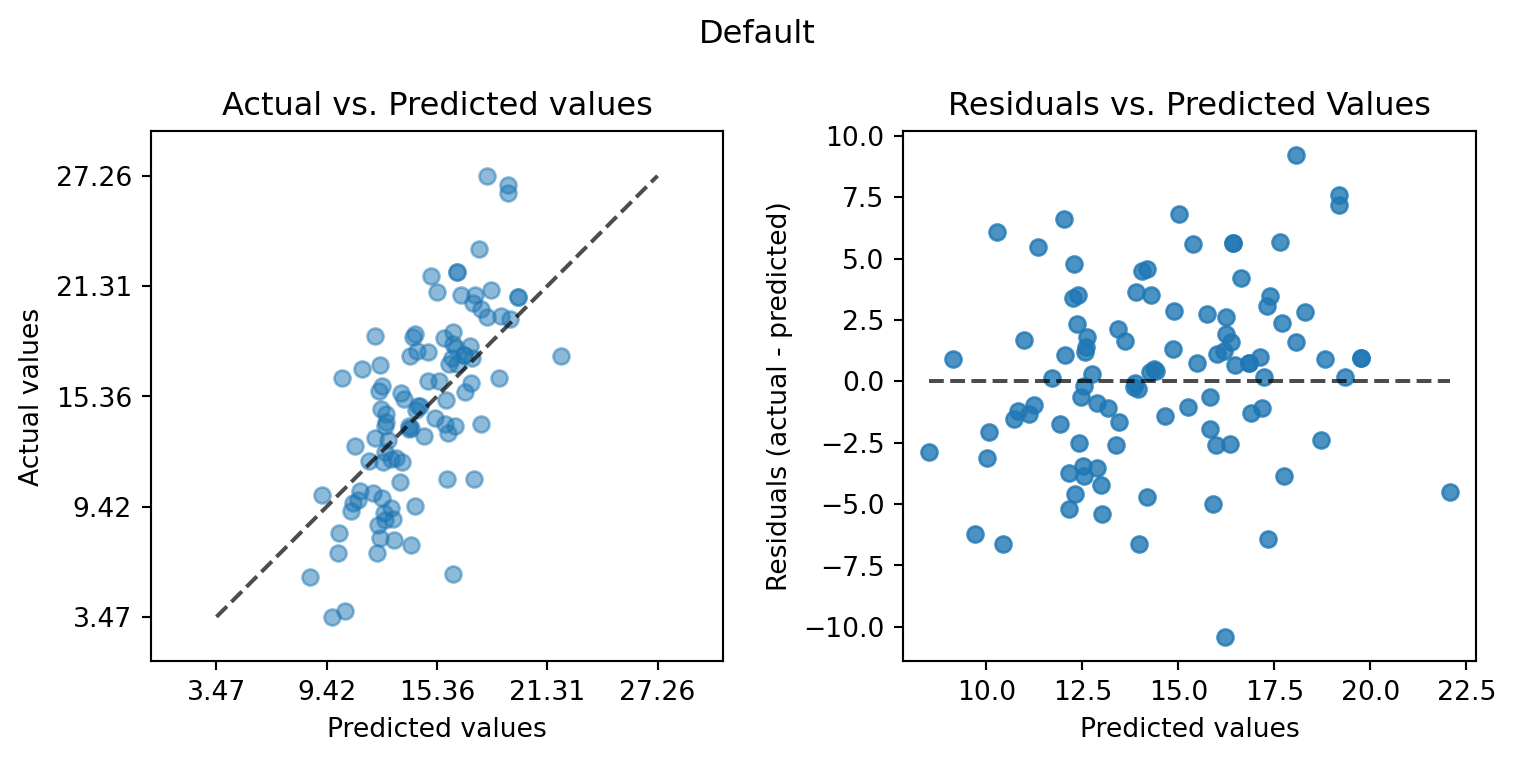 Default
Actual vs. Predicted values
Actual values
27.26
21.31
15.36
9.42
3.47
3.47 9.42 15.36 21.31 27.26
Predicted values
Residuals vs. Predicted Values
Residuals (actual - predicted)
10.0
7.5
5.0
2.5
0.0
−2.5
−5.0
−7.5
−10.0
10.0 12.5 15.0 17.5 20.0 22.5
Predicted values